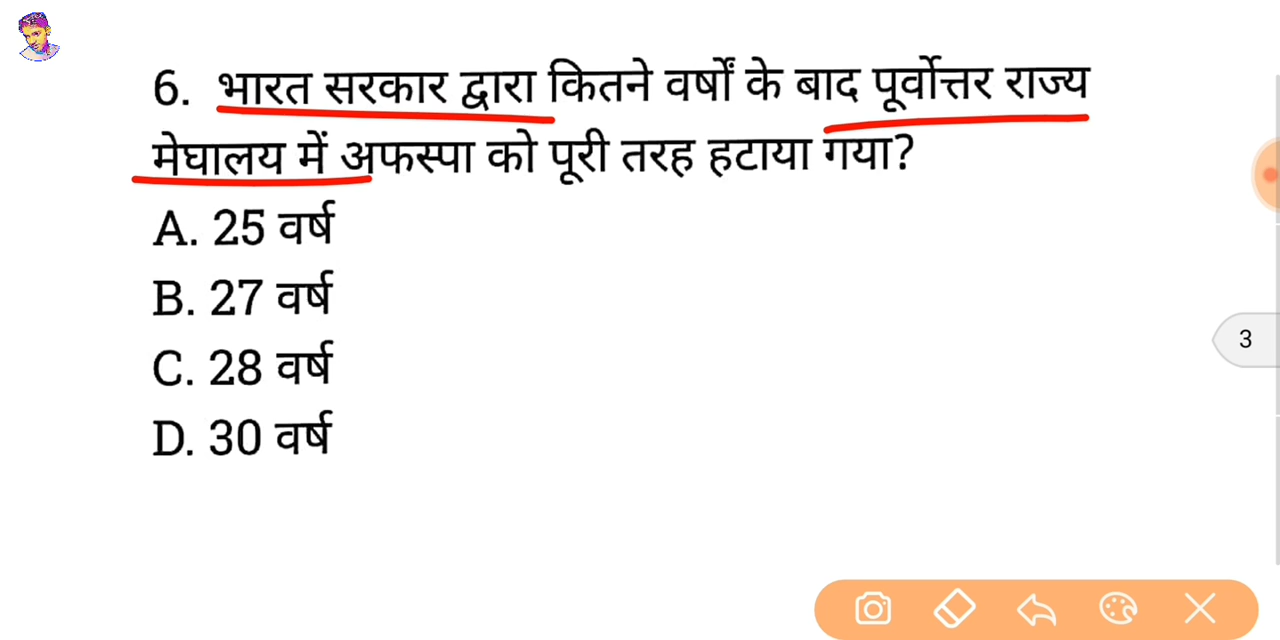 6. भारत सरकार द्वारा कितने वर्षों के बाद पूर्वोत्तर राज्य
मेघालय में अफस्पा को पूरी तरह हटाया गया?
A. 25 वर्ष
B. 27 वर्ष
3
C. 28 वर्ष
D. 30 वर्ष